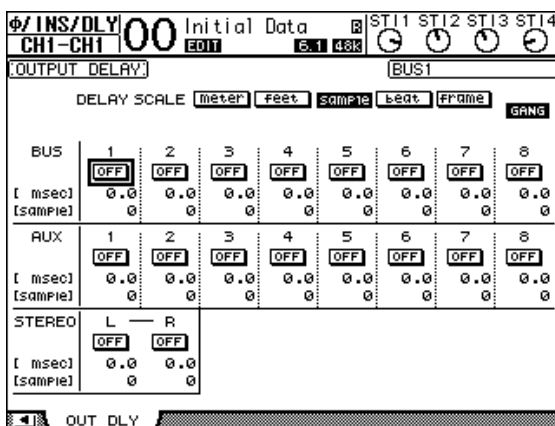 Φ/INS/DLY 00 Initial Data R STI1 STI2 STI3 STI4
CH1-CH1 EDIT 6.1 48K
OUTPUT DELAY BUS1
DELAY SCALE meter feet sample beat frame
GANG
BUS 1 2 3 4 5 6 7 8
OFF OFF OFF OFF OFF OFF OFF OFF
[ msec] 0.0 0.0 0.0 0.0 0.0 0.0 0.0 0.0
[sample] 0 0 0 0 0 0 0 0
AUX 1 2 3 4 5 6 7 8
OFF OFF OFF OFF OFF OFF OFF OFF
[ msec] 0.0 0.0 0.0 0.0 0.0 0.0 0.0 0.0
[sample] 0 0 0 0 0 0 0 0
STEREO L — R
OFF OFF
[ msec] 0.0 0.0
[sample] 0 0
OUT DLY